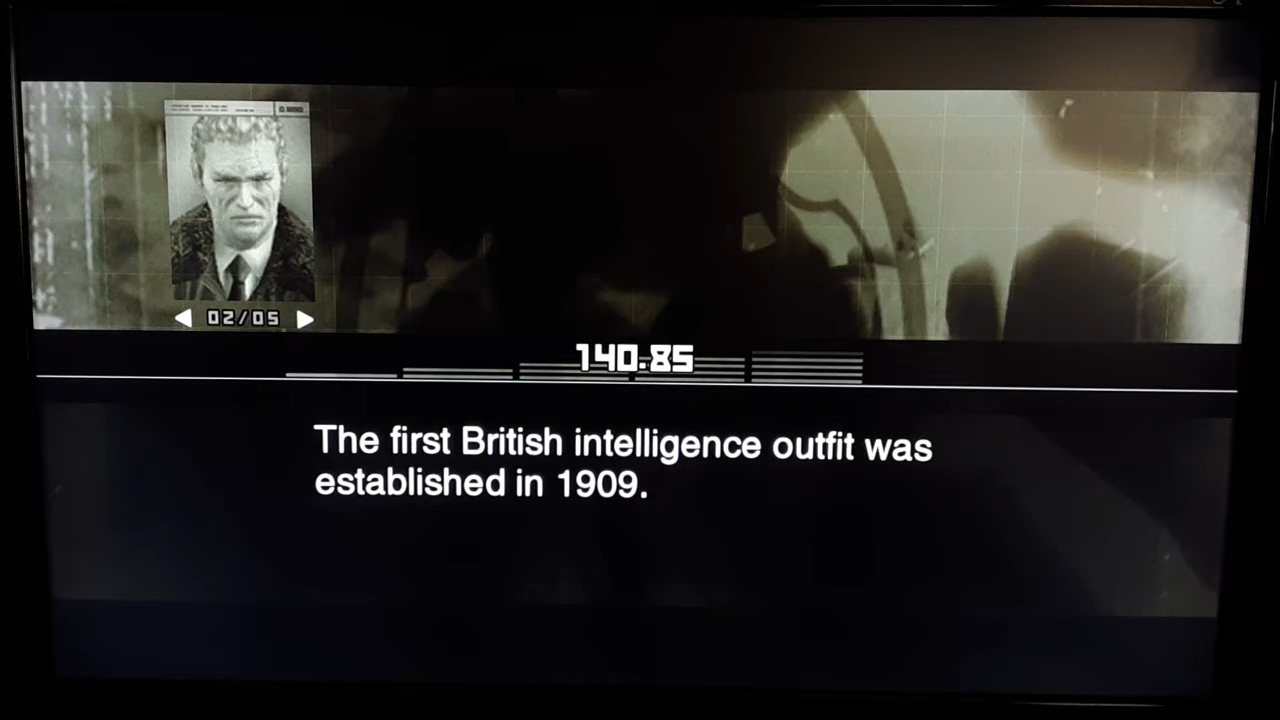 02/05
140.85
The first British intelligence outfit was
established in 1909.